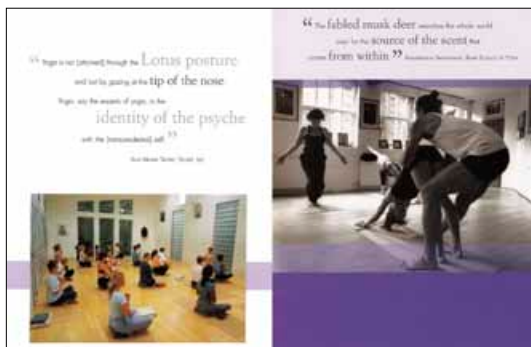 “ Yoga is not [attained] through the Lotus posture
and not by gazing at the tip of the nose.
Yoga, say the experts of yoga, is the
identity of the psyche
with the [transcendental] self. ”
“ The fabled musk deer searches the whole world
over for the source of the scent that
comes from within ”